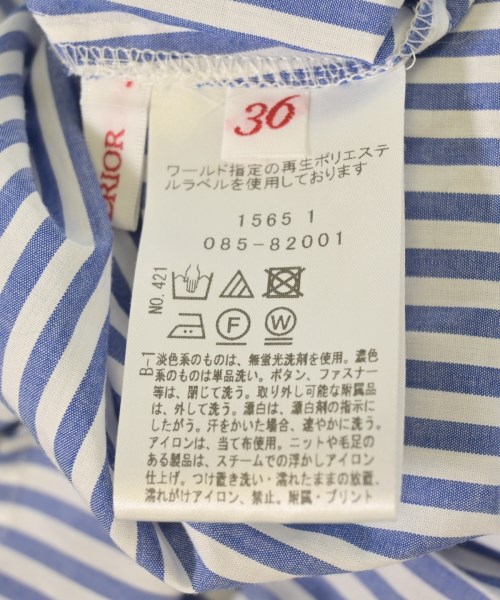 36
ERIOR
ワールド指定の再生ポリエステ
ルラベルを使用しております
1565 1
085-82001
NO.421
F
W
B-1
淡色系のものは、無蛍光洗剤を使用。濃色
系のものは単品洗い。ボタン、ファスナー
等は、閉じて洗う。取り外し可能な附属品
は、外して洗う。漂白は、漂白剤の指示に
したがう。汗をかいた場合、速やかに洗う。
アイロンは、当て布使用。ニットや毛足の
ある製品は、スチームでの浮かしアイロン
仕上げ。つけ置き洗い・濡れたままの放置、
濡れがけアイロン、禁止。附属・プリント